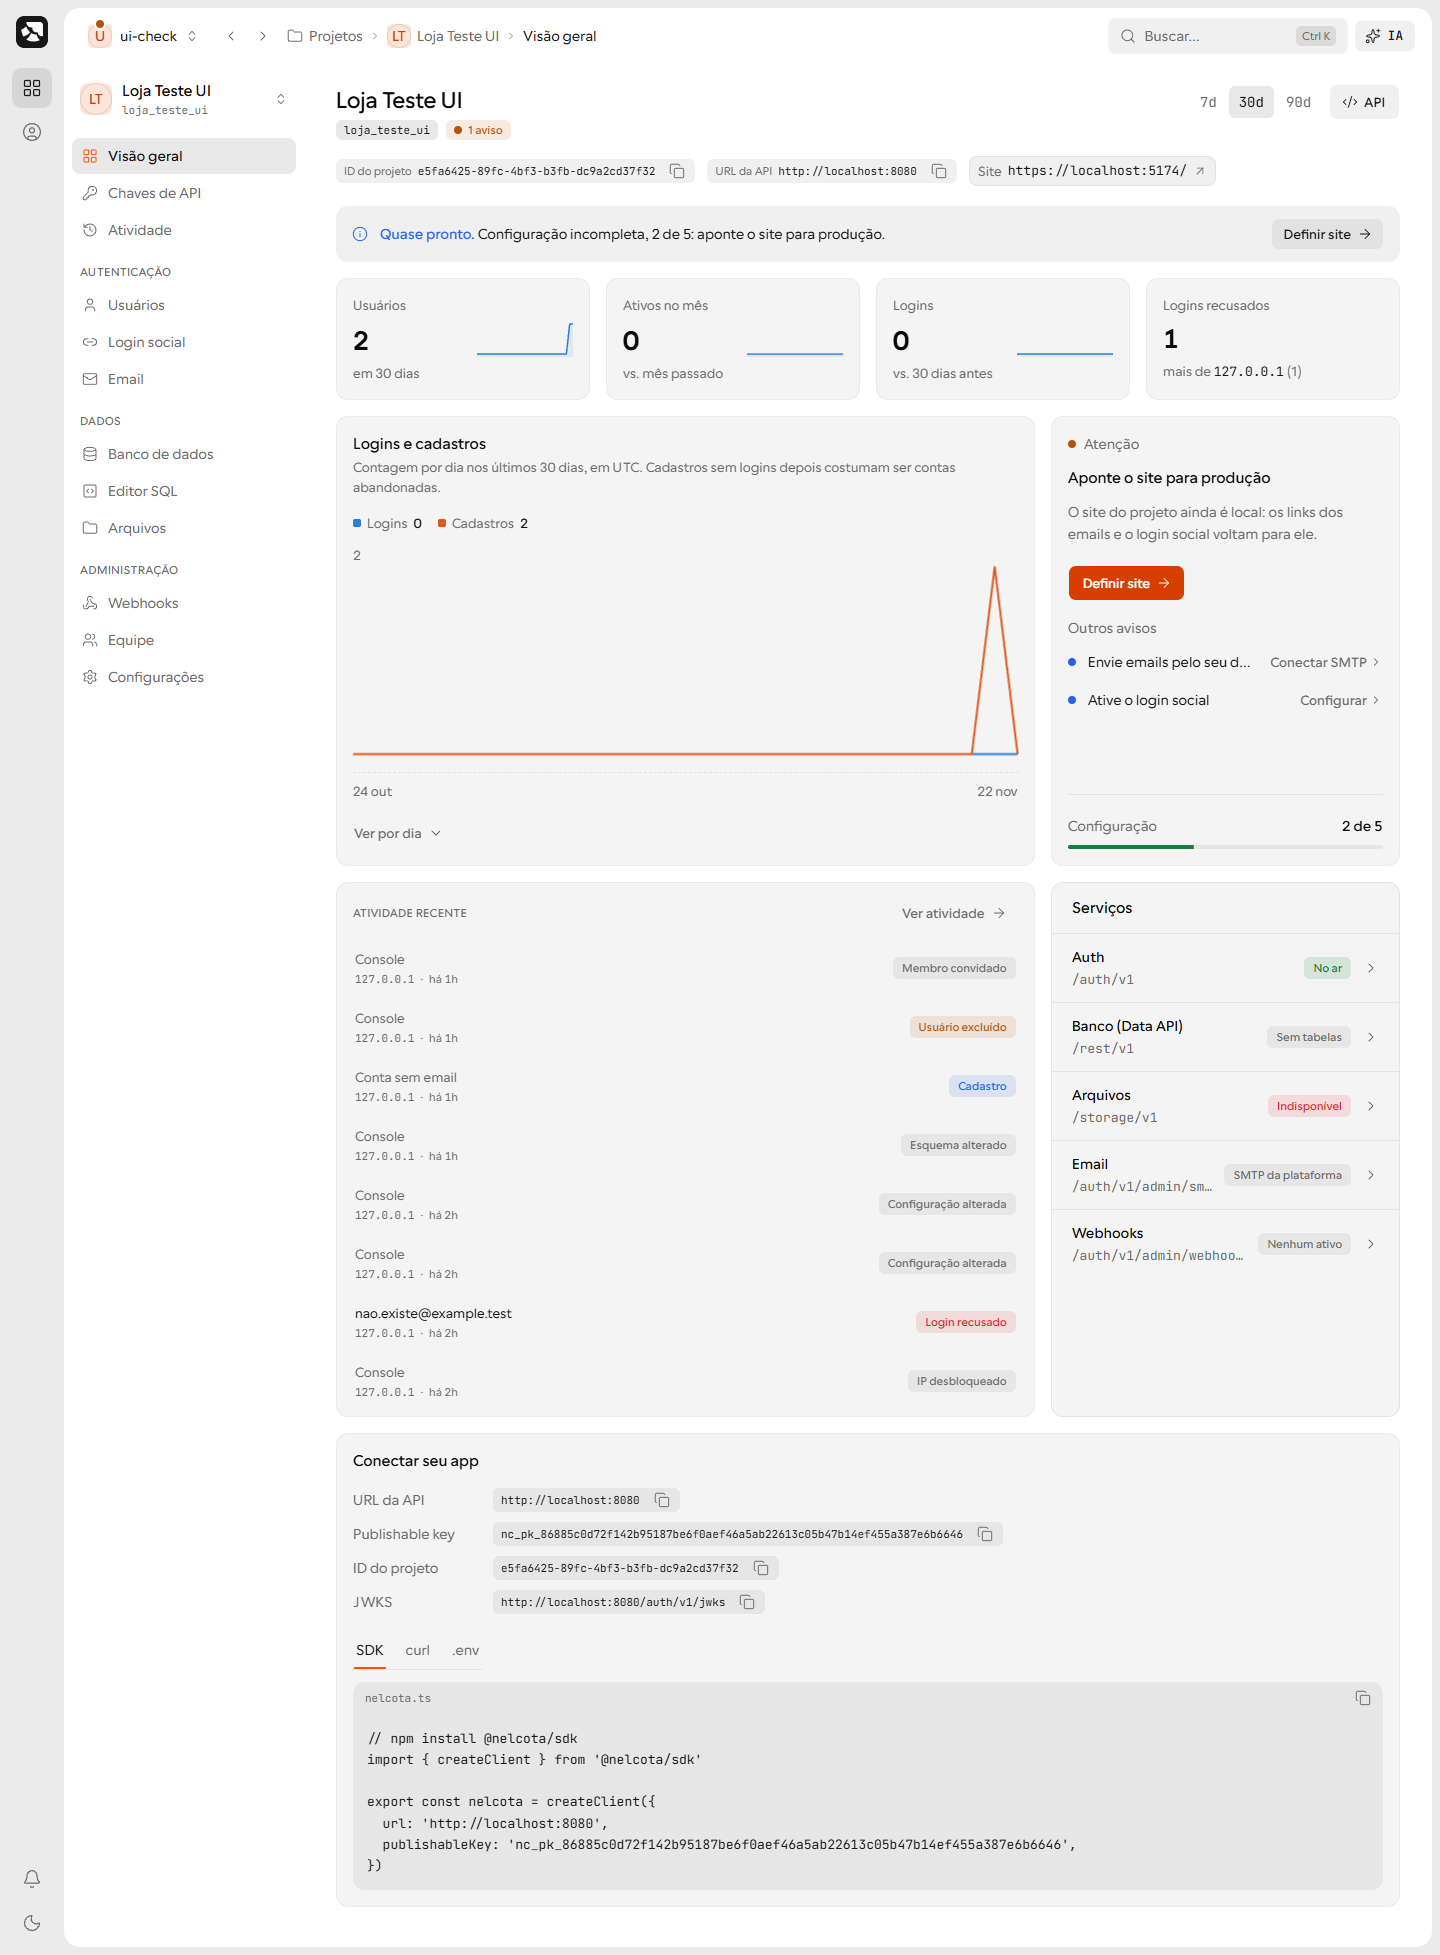 U ui-check
Projetos
LT Loja Teste UI
Visão geral
Buscar...
Ctrl K
IA
LT
Loja Teste UI
loja_teste_ui
Visão geral
Chaves de API
Atividade
AUTENTICAÇÃO
Usuários
Login social
Email
DADOS
Banco de dados
Editor SQL
Arquivos
ADMINISTRAÇÃO
Webhooks
Equipe
Configurações
Loja Teste UI
7d 30d 90d
API
loja_teste_ui
1 aviso
ID do projeto e5fa6425-89fc-4bf3-b3fb-dc9a2cd37f32
URL da API http://localhost:8080
Site https://localhost:5174/
Quase pronto. Configuração incompleta, 2 de 5: aponte o site para produção.
Definir site
Usuários
2
em 30 dias
Ativos no mês
0
vs. mês passado
Logins
0
vs. 30 dias antes
Logins recusados
1
mais de 127.0.0.1 (1)
Logins e cadastros
Contagem por dia nos últimos 30 dias, em UTC. Cadastros sem logins depois costumam ser contas
abandonadas.
Logins 0
Cadastros 2
2
24 out
22 nov
Ver por dia
Atenção
Aponte o site para produção
O site do projeto ainda é local: os links dos
emails e o login social voltam para ele.
Definir site
Outros avisos
Envie emails pelo seu d...
Conectar SMTP
Ative o login social
Configurar
Configuração
2 de 5
ATIVIDADE RECENTE
Ver atividade
Console
127.0.0.1 · há 1h
Membro convidado
Console
127.0.0.1 · há 1h
Usuário excluído
Conta sem email
127.0.0.1 · há 1h
Cadastro
Console
127.0.0.1 · há 1h
Esquema alterado
Console
127.0.0.1 · há 2h
Configuração alterada
Console
127.0.0.1 · há 2h
Configuração alterada
nao.existe@example.test
127.0.0.1 · há 2h
Login recusado
Console
127.0.0.1 · há 2h
IP desbloqueado
Serviços
Auth
/auth/v1
No ar
Banco (Data API)
/rest/v1
Sem tabelas
Arquivos
/storage/v1
Indisponível
Email
/auth/v1/admin/sm...
SMTP da plataforma
Webhooks
/auth/v1/admin/webhoo...
Nenhum ativo
Conectar seu app
URL da API
http://localhost:8080
Publishable key
nc_pk_86885c0d72f142b95187be6f0aef46a5ab22613c05b47b14ef455a387e6b6646
ID do projeto
e5fa6425-89fc-4bf3-b3fb-dc9a2cd37f32
JWKS
http://localhost:8080/auth/v1/jwks
SDK curl .env
nelcota.ts
// npm install @nelcota/sdk
import { createClient } from '@nelcota/sdk'
export const nelcota = createClient({
url: 'http://localhost:8080',
publishableKey: 'nc_pk_86885c0d72f142b95187be6f0aef46a5ab22613c05b47b14ef455a387e6b6646',
})